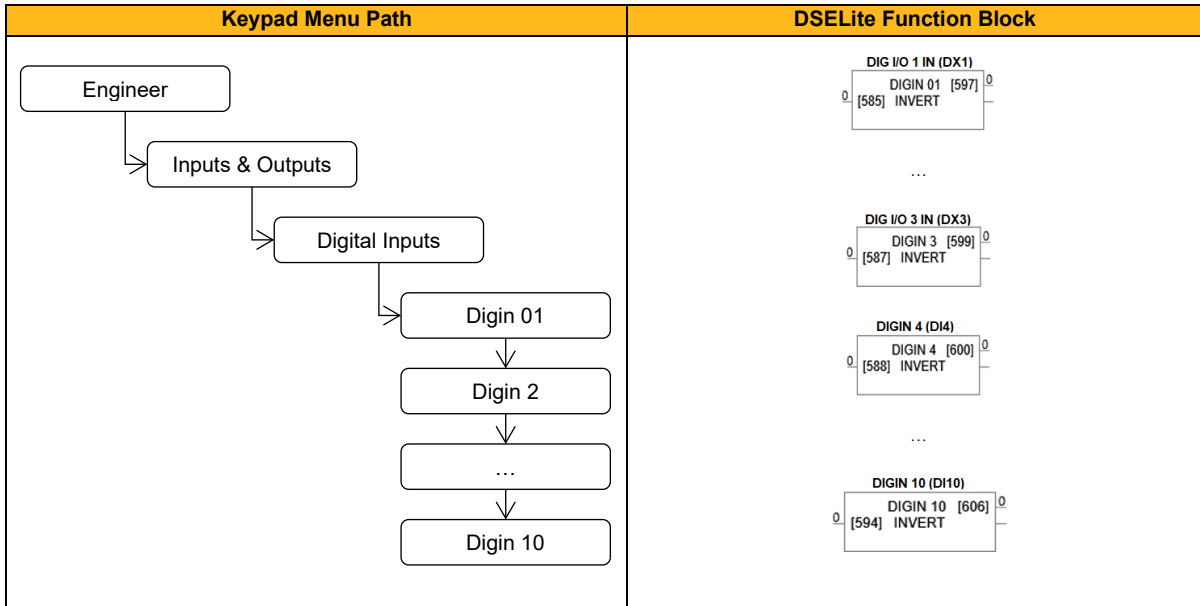 Keypad Menu Path
DSELite Function Block
Engineer
Inputs & Outputs
Digital Inputs
Digin 01
Digin 2
…
Digin 10
DIG I/O 1 IN (DX1)
DIGIN 01 [597] 0
0 [585] INVERT
…
DIG I/O 3 IN (DX3)
DIGIN 3 [599] 0
0 [587] INVERT
DIGIN 4 (DI4)
DIGIN 4 [600] 0
0 [588] INVERT
…
DIGIN 10 (DI10)
DIGIN 10 [606] 0
0 [594] INVERT